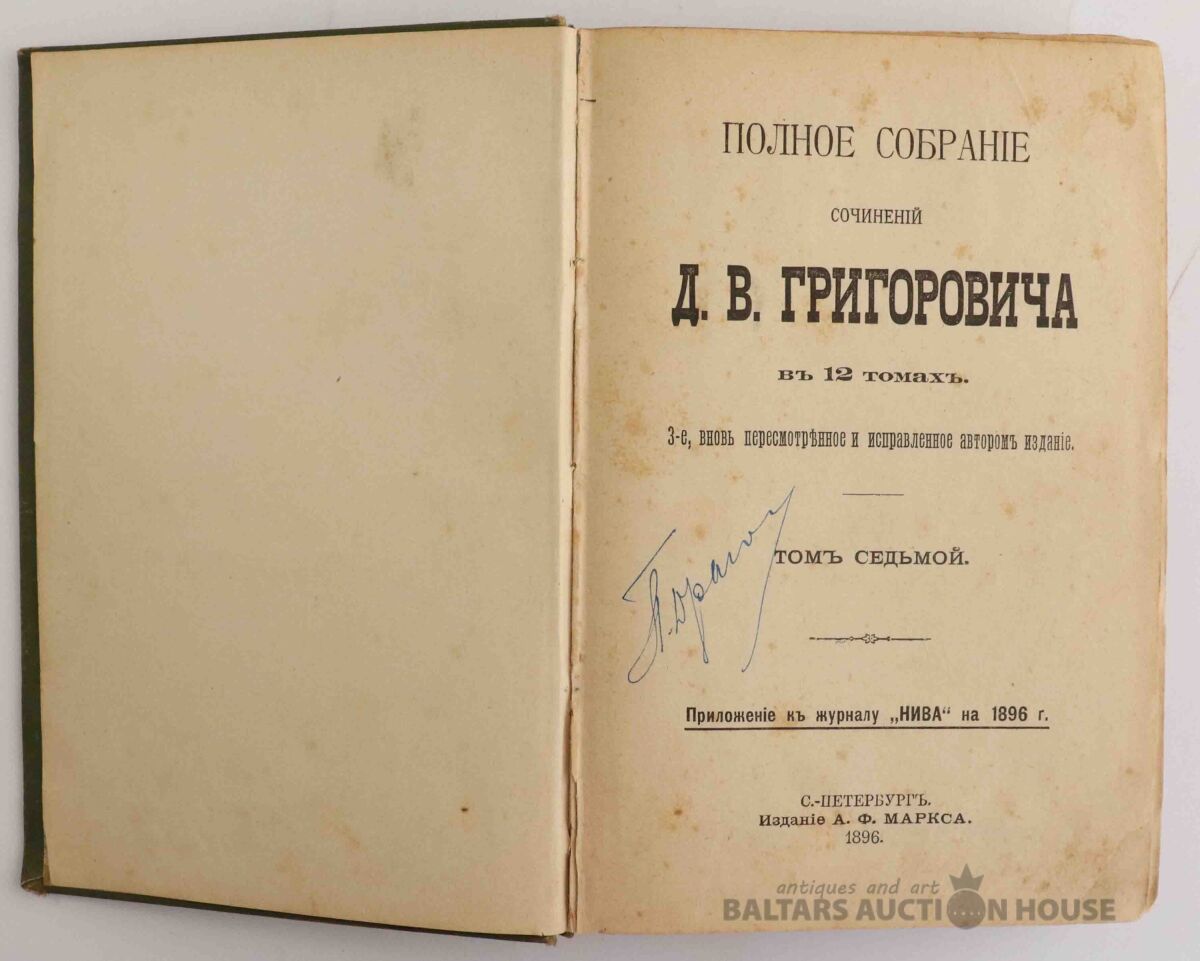 ПОЛНОЕ СОБРАНІЕ
СОЧИНЕНІЙ
Д. В. ГРИГОРОВИЧА
въ 12 томахъ.
3-е, вновь пересмотрѣнное и исправленное авторомъ изданіе.
ТОМЪ СЕДЬМОЙ.
Приложеніе къ журналу „НИВА“ на 1896 г.
С.-ПЕТЕРБУРГЪ.
Изданіе А. Ф. МАРКСА.
1896.
antiques and art
BALTARS AUCTION HOUSE